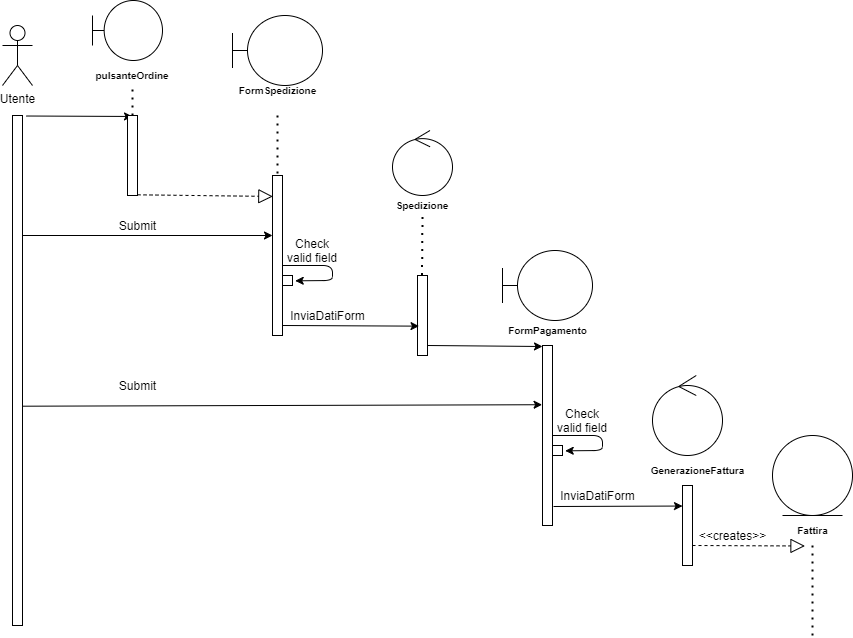 pulsanteOrdine
FormSpedizione
Utente
Spedizione
Submit
Check
valid field
InviaDatiForm
FormPagamento
Submit
Check
valid field
GenerazioneFattura
InviaDatiForm
Fattira
<<creates>>